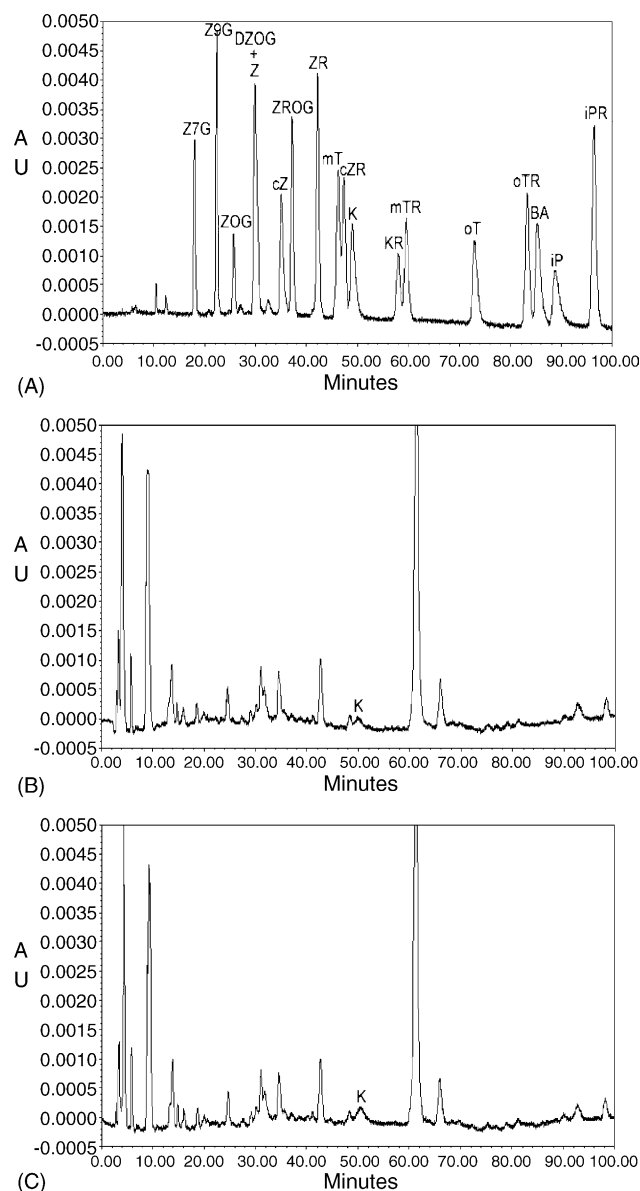 0.0050
0.0045
0.0040
0.0035
0.0030
0.0025
0.0020
0.0015
0.0010
0.0005
0.0000
-0.0005
A
U
Z7G
Z9G
ZOG
DZOG
+
Z
cZ
ZROG
ZR
mT
cZR
K
KR
mTR
oT
oTR
BA
iP
iPR
0.00 10.00 20.00 30.00 40.00 50.00 60.00 70.00 80.00 90.00 100.00
Minutes
(A)
0.0050
0.0045
0.0040
0.0035
0.0030
0.0025
0.0020
0.0015
0.0010
0.0005
0.0000
-0.0005
A
U
K
0.00 10.00 20.00 30.00 40.00 50.00 60.00 70.00 80.00 90.00 100.00
Minutes
(B)
0.0050
0.0045
0.0040
0.0035
0.0030
0.0025
0.0020
0.0015
0.0010
0.0005
0.0000
-0.0005
A
U
K
0.00 10.00 20.00 30.00 40.00 50.00 60.00 70.00 80.00 90.00 100.00
Minutes
(C)